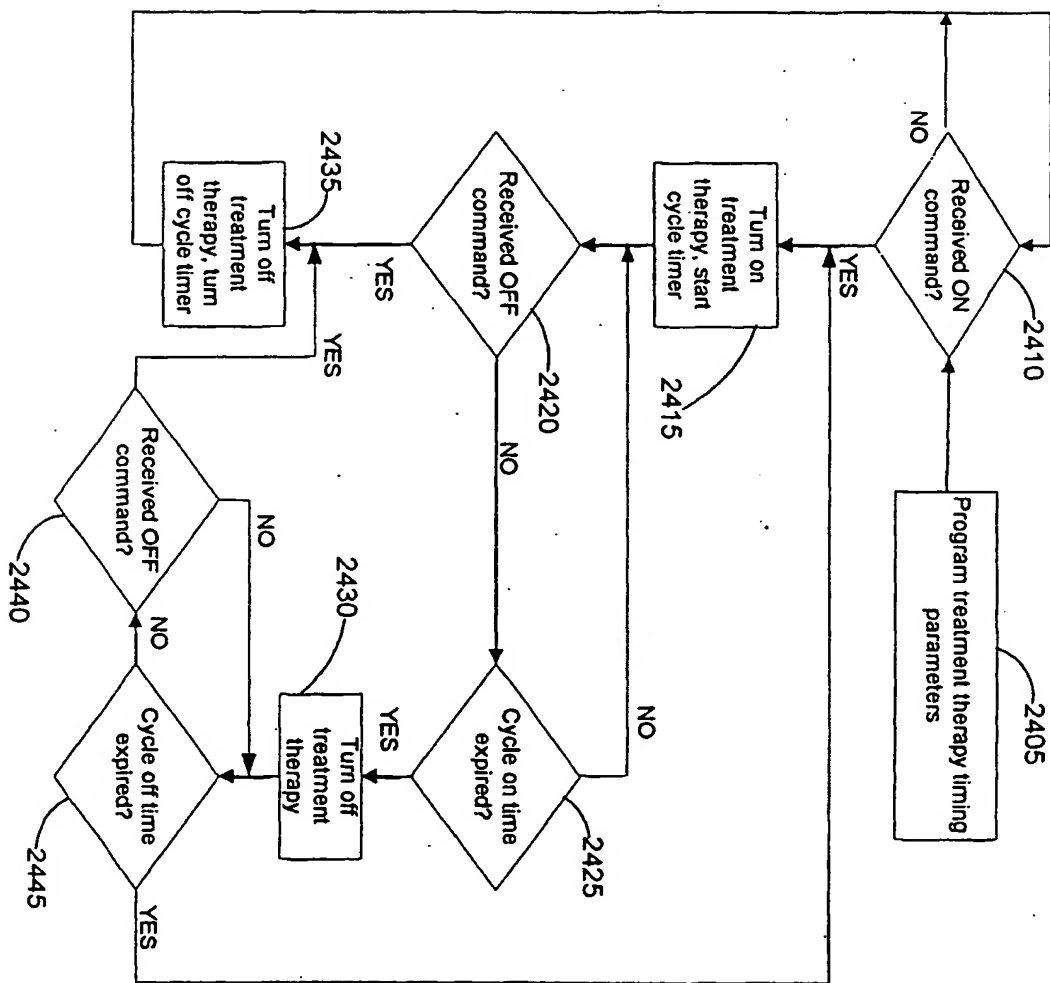 2405
Program treatment therapy timing
parameters
2410
Received ON
command?
NO
YES
2415
Turn on
treatment
therapy, start
cycle timer
2420
Received OFF
command?
NO
YES
2425
Cycle on time
expired?
NO
YES
2430
Turn off
treatment
therapy
2435
Turn off
treatment
therapy, turn
off cycle timer
2440
Received OFF
command?
NO
YES
2445
Cycle off time
expired?
NO
YES